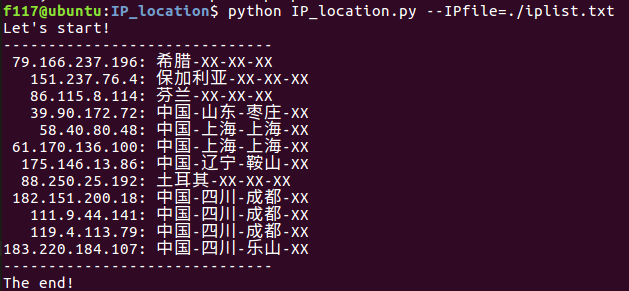 f117@ubuntu:IP_location$ python IP_location.py --IPfile=./iplist.txt
Let's start!
------------------------------
79.166.237.196: 希腊-XX-XX-XX
151.237.76.4: 保加利亚-XX-XX-XX
86.115.8.114: 芬兰-XX-XX-XX
39.90.172.72: 中国-山东-枣庄-XX
58.40.80.48: 中国-上海-上海-XX
61.170.136.100: 中国-上海-上海-XX
175.146.13.86: 中国-辽宁-鞍山-XX
88.250.25.192: 土耳其-XX-XX-XX
182.151.200.18: 中国-四川-成都-XX
111.9.44.141: 中国-四川-成都-XX
119.4.113.79: 中国-四川-成都-XX
183.220.184.107: 中国-四川-乐山-XX
------------------------------
The end!